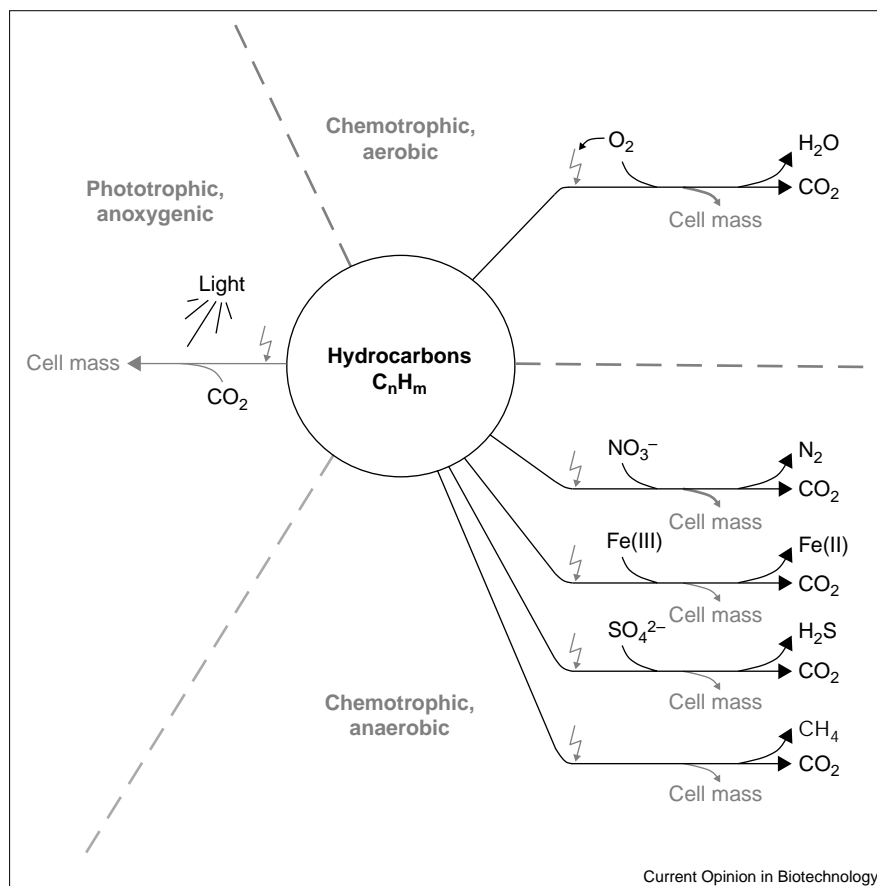 Chemotrophic,
aerobic
O₂
H₂O
CO₂
Cell mass
Phototrophic,
anoxygenic
Light
Cell mass
CO₂
Hydrocarbons
CₙHₘ
NO₃⁻
N₂
CO₂
Cell mass
Fe(III)
Fe(II)
CO₂
Cell mass
SO₄²⁻
H₂S
CO₂
Cell mass
Chemotrophic,
anaerobic
CH₄
CO₂
Cell mass
Current Opinion in Biotechnology